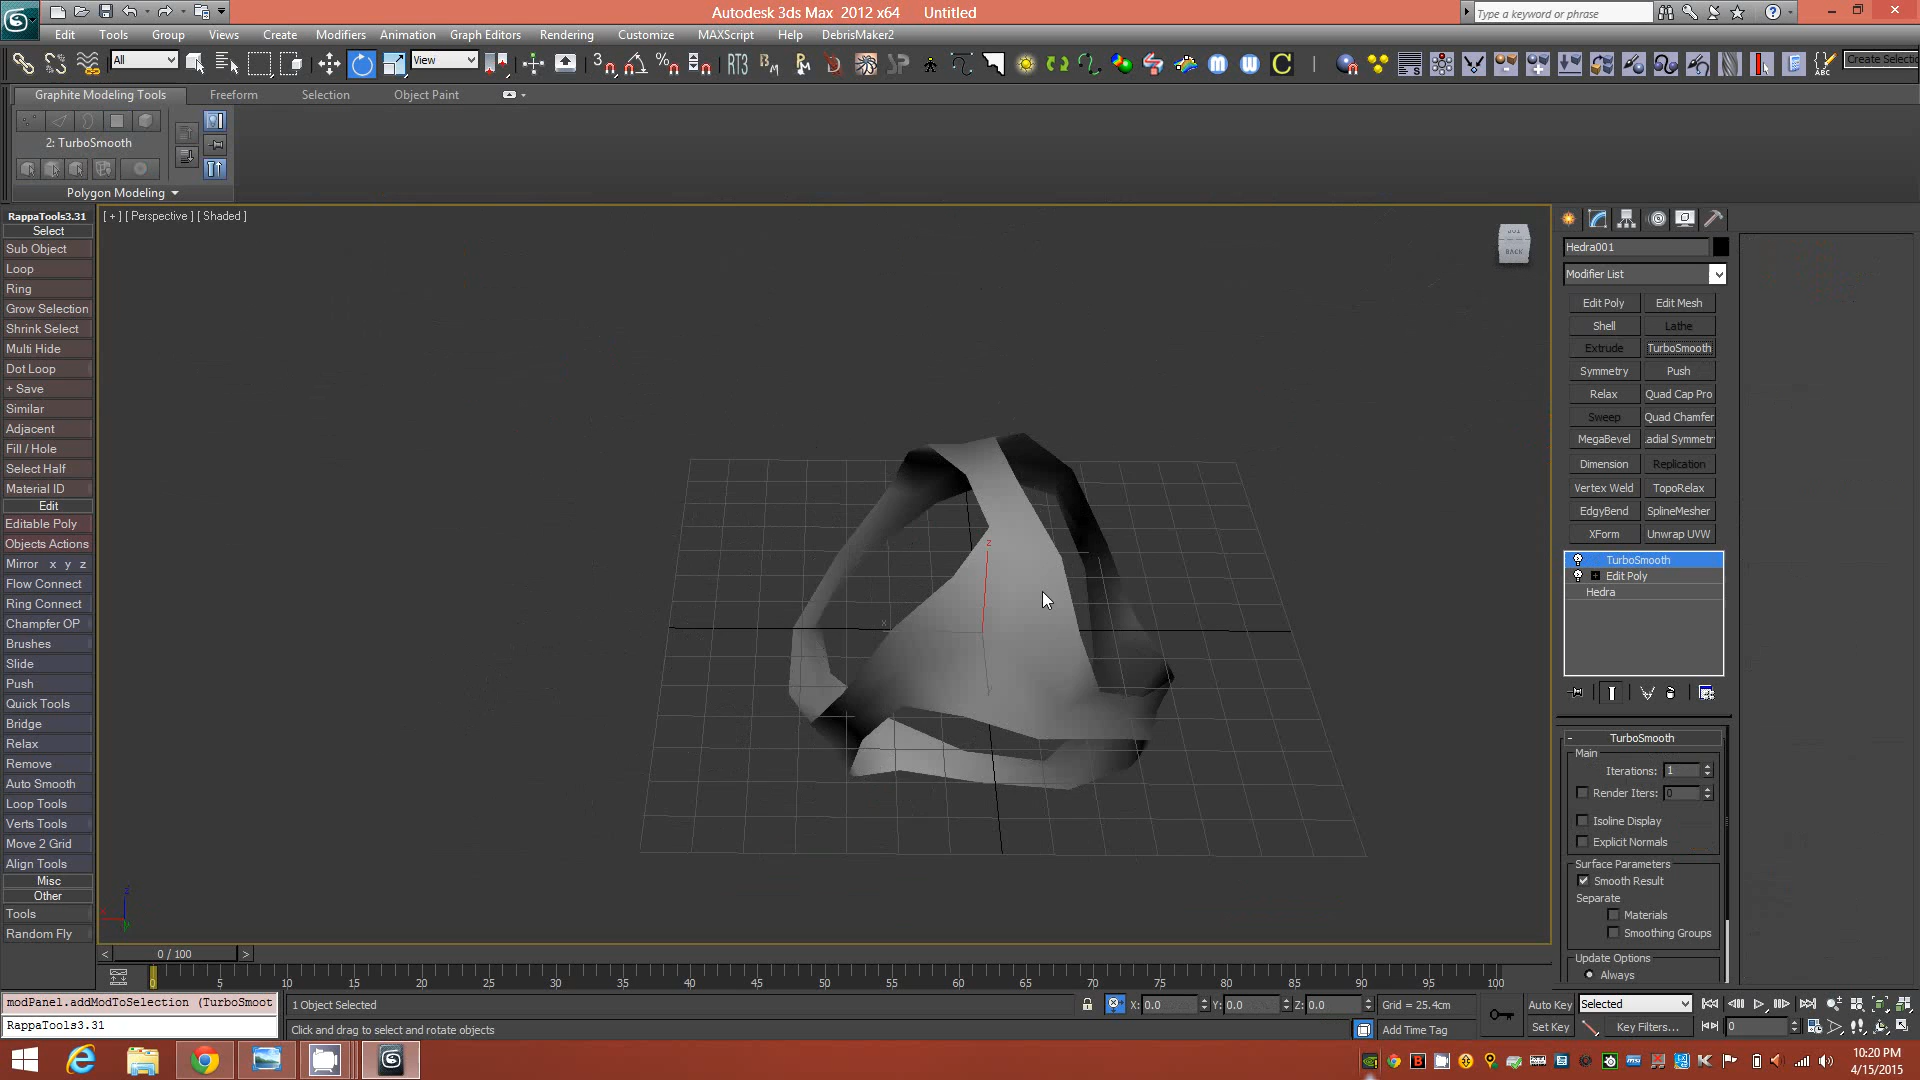 Autodesk 3ds Max  2012 x64      Untitled
Type a keyword or phrase
Edit Tools Group Views Create Modifiers Animation Graph Editors Rendering Customize MAXScript Help DebrisMaker2
All View RT3 Create Selectio
Graphite Modeling Tools Freeform Selection Object Paint
2: TurboSmooth
Polygon Modeling
RappaTools3.31
Select
Sub Object
Loop
Ring
Grow Selection
Shrink Select
Multi Hide
Dot Loop
+ Save
Similar
Adjacent
Fill / Hole
Select Half
Material ID
Edit
Editable Poly
Objects Actions
Mirror x y z
Flow Connect
Ring Connect
Champfer OP
Brushes
Slide
Push
Quick Tools
Bridge
Relax
Remove
Auto Smooth
Loop Tools
Verts Tools
Move 2 Grid
Align Tools
Misc
Other
Tools
Random Fly
[ + ] [ Perspective ] [ Shaded ]
BACK
z
x
Hedra001
Modifier List
Edit Poly Edit Mesh
Shell Lathe
Extrude TurboSmooth
Symmetry Push
Relax Quad Cap Pro
Sweep Quad Chamfer
MegaBevel adial Symmetr
Dimension Replication
Vertex Weld TopoRelax
EdgyBend SplineMesher
XForm Unwrap UVW
TurboSmooth
Edit Poly
Hedra
- TurboSmooth
Main
Iterations: 1
Render Iters: 0
Isoline Display
Explicit Normals
Surface Parameters
Smooth Result
Separate
Materials
Smoothing Groups
Update Options
Always
< 0 / 100 >
0 5 10 15 20 25 30 35 40 45 50 55 60 65 70 75 80 85 90 95 100
modPanel.addModToSelection (TurboSmoot
RappaTools3.31
1 Object Selected
Click and drag to select and rotate objects
X: 0.0 Y: 0.0 Z: 0.0 Grid = 25.4cm
Add Time Tag
Auto Key Selected
Set Key Key Filters... 0
10:20 PM
4/15/2015